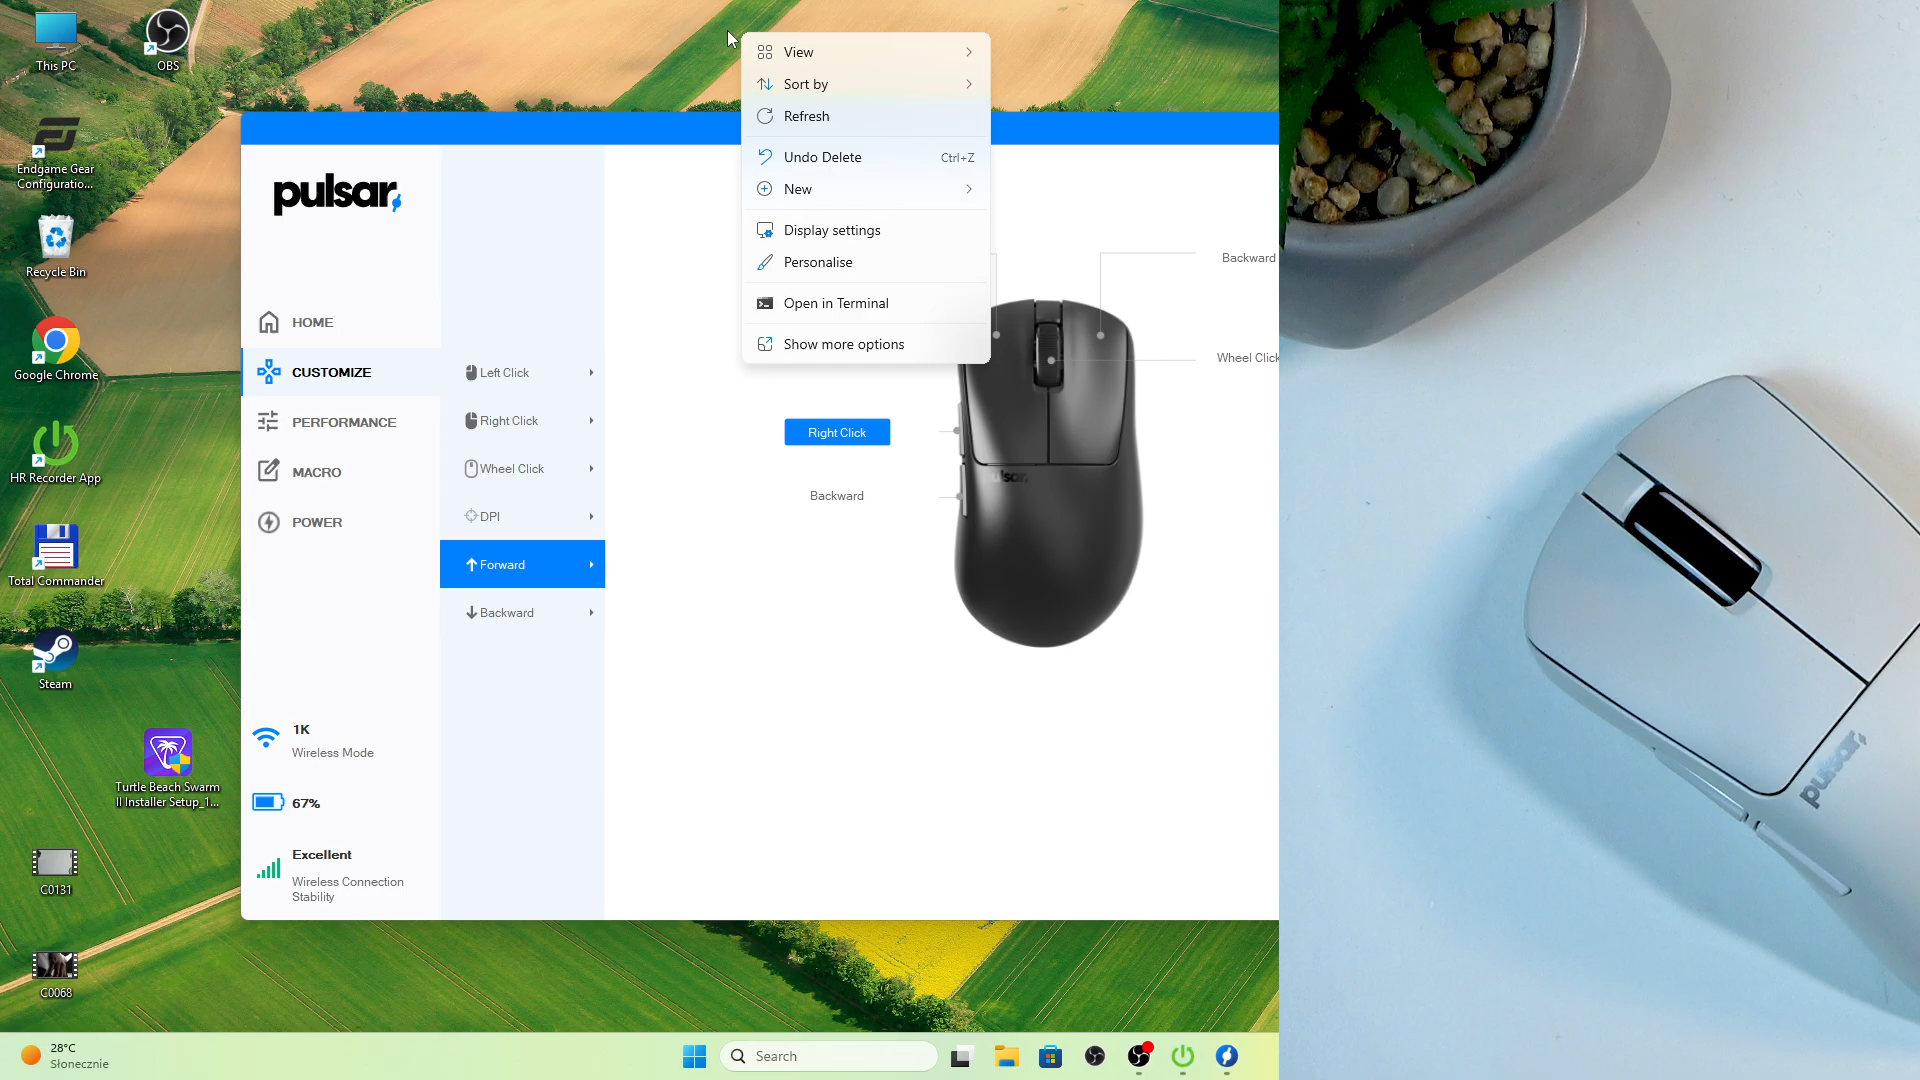 This PC
OBS
Endgame Gear
Configuratio...
Recycle Bin
Google Chrome
HR Recorder App
Total Commander
Steam
Turtle Beach Swarm
II Installer Setup_1...
C0131
C0068
pulsar
HOME
CUSTOMIZE
PERFORMANCE
MACRO
POWER
1K
Wireless Mode
67%
Excellent
Wireless Connection
Stability
Left Click
Right Click
Wheel Click
DPI
Forward
Backward
View
Sort by
Refresh
Undo Delete Ctrl+Z
New
Display settings
Personalise
Open in Terminal
Show more options
Backward
Wheel Click
Right Click
Backward
28°C
Słonecznie
Search
pulsar